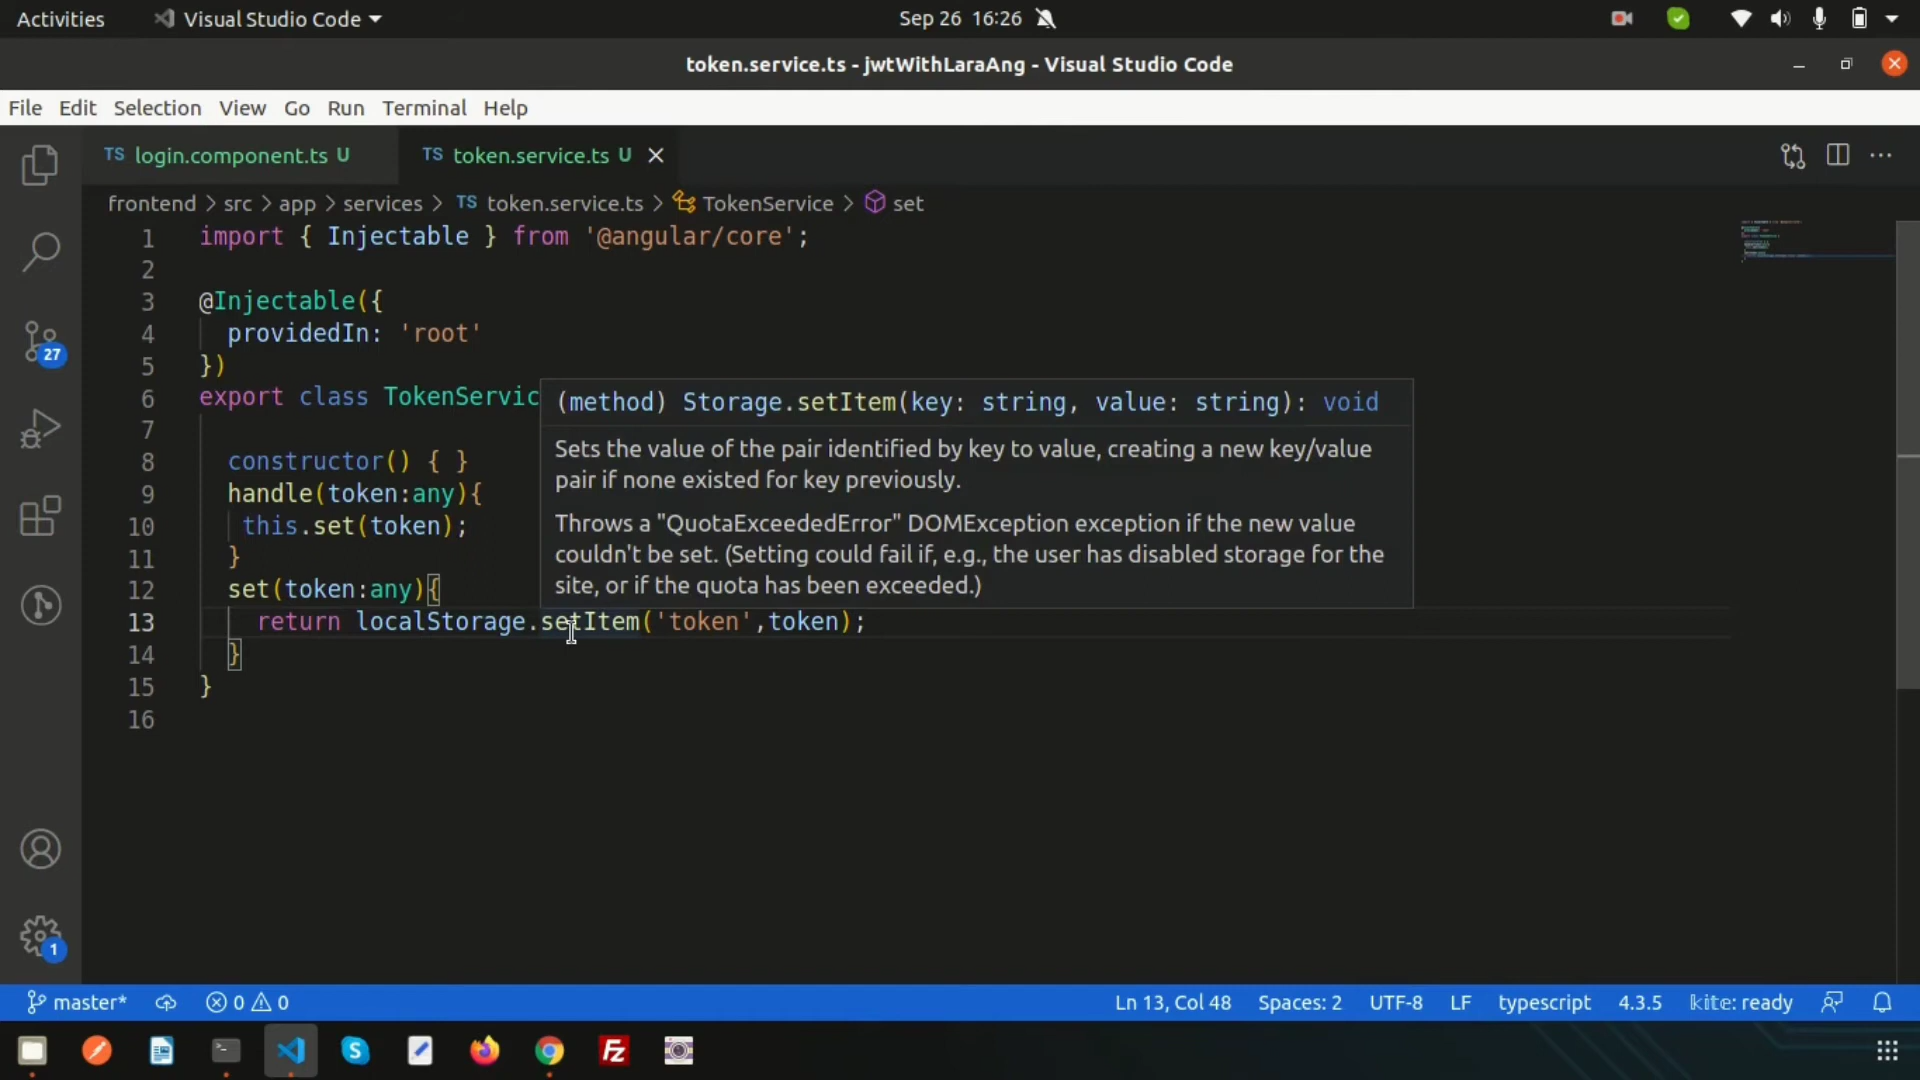 Activities
Visual Studio Code
Sep 26 16:26
token.service.ts - jwtWithLaraAng - Visual Studio Code
File Edit Selection View Go Run Terminal Help
TS login.component.ts U
TS token.service.ts U
frontend > src > app > services > TS token.service.ts > TokenService > set
1 import { Injectable } from '@angular/core';
2
3 @Injectable({
4 providedIn: 'root'
5 })
6 export class TokenServic
7
8 constructor() { }
9 handle(token:any){
10 this.set(token);
11 }
12 set(token:any){
13 return localStorage.setItem('token',token);
14 }
15 }
16
(method) Storage.setItem(key: string, value: string): void
Sets the value of the pair identified by key to value, creating a new key/value
pair if none existed for key previously.
Throws a "QuotaExceededError" DOMException exception if the new value
couldn't be set. (Setting could fail if, e.g., the user has disabled storage for the
site, or if the quota has been exceeded.)
27
1
master* 0 0 Ln 13, Col 48 Spaces: 2 UTF-8 LF typescript 4.3.5 kite: ready